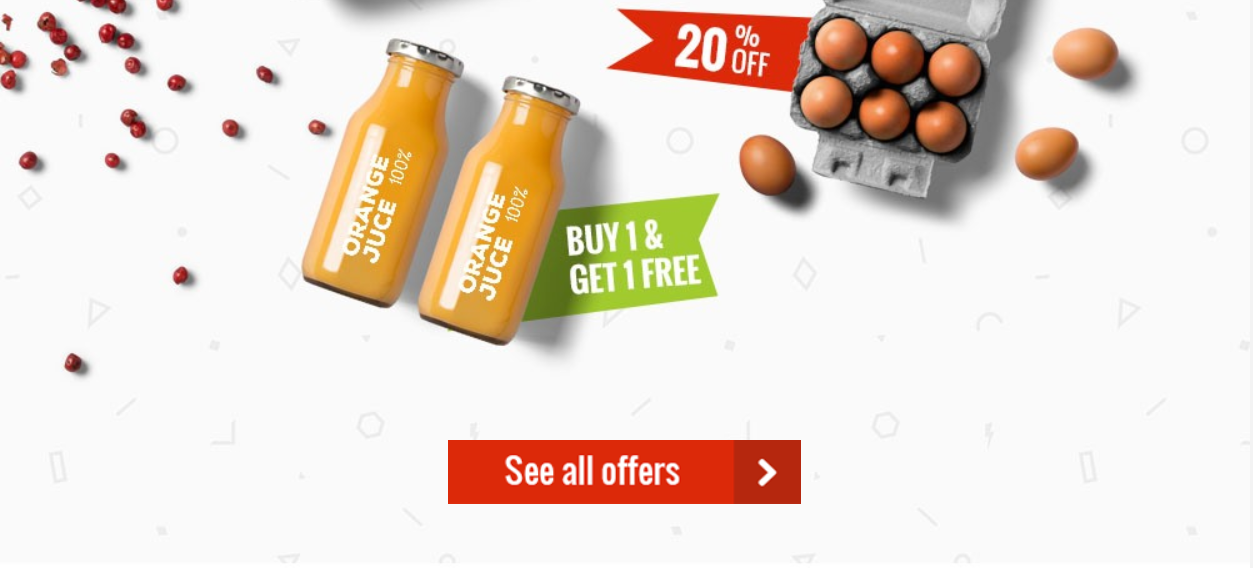 20% OFF
ORANGE
JUCE 100%
ORANGE
JUCE 100%
BUY 1 &
GET 1 FREE
See all offers